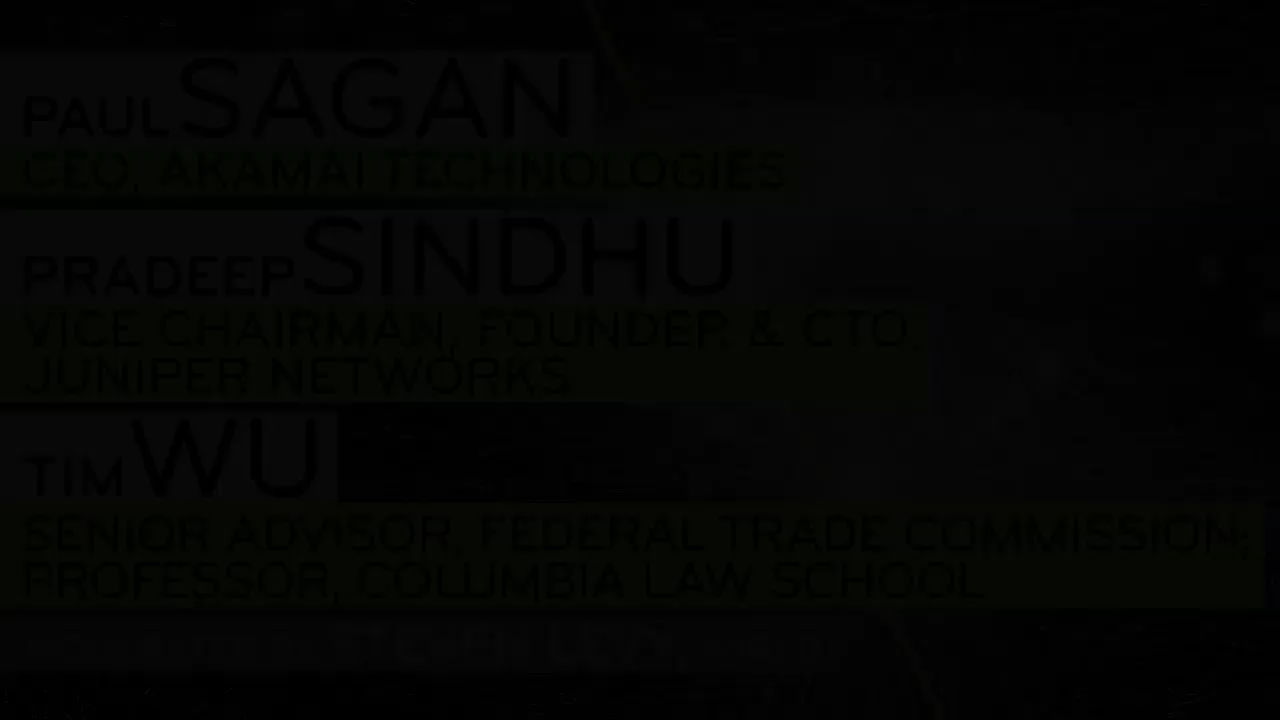 PAUL SAGAN
CEO, AKAMAI TECHNOLOGIES
PRADEEP SINDHU
VICE CHAIRMAN, FOUNDER & CTO,
JUNIPER NETWORKS
TIM WU
SENIOR ADVISOR, FEDERAL TRADE COMMISSION;
PROFESSOR, COLUMBIA LAW SCHOOL